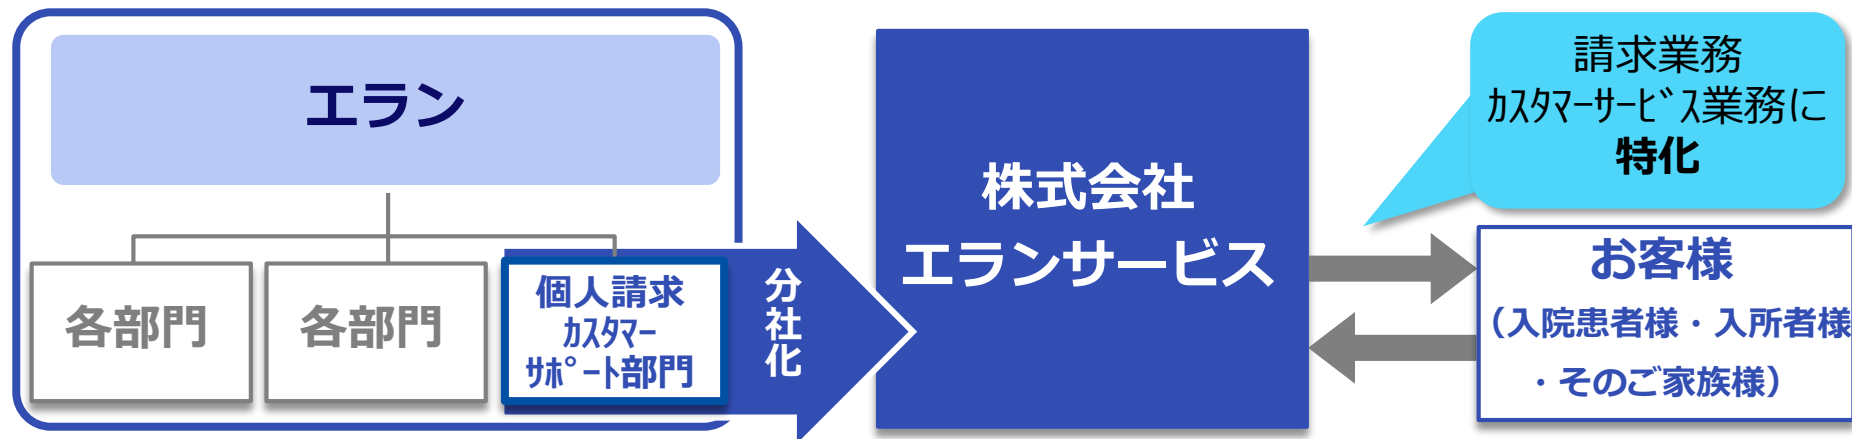 エラン
各部門
各部門
個人請求
ｶｽﾀﾏｰ
ｻﾎﾟｰﾄ部門
分社化
株式会社
エランサービス
請求業務
ｶｽﾀﾏｰｻｰﾋﾞｽ業務に
特化
お客様
（入院患者様・入所者様
・そのご家族様）